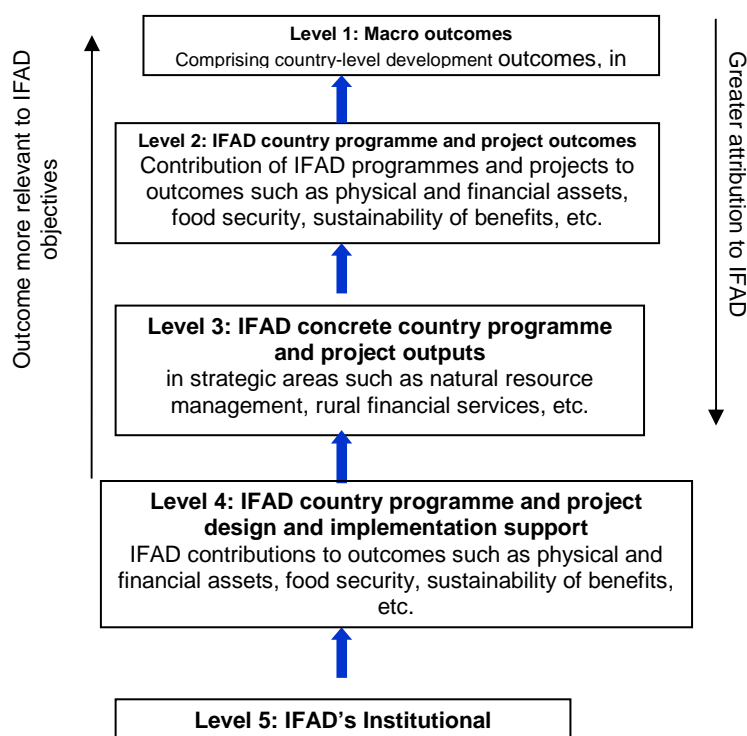 Level 1: Macro outcomes
Comprising country-level development outcomes, in
Outcome more relevant to IFAD
objectives
Greater attribution to IFAD
Level 2: IFAD country programme and project outcomes
Contribution of IFAD programmes and projects to
outcomes such as physical and financial assets,
food security, sustainability of benefits, etc.
Level 3: IFAD concrete country programme
and project outputs
in strategic areas such as natural resource
management, rural financial services, etc.
Level 4: IFAD country programme and project
design and implementation support
IFAD contributions to outcomes such as physical and
financial assets, food security, sustainability of benefits,
etc.
Level 5: IFAD's Institutional